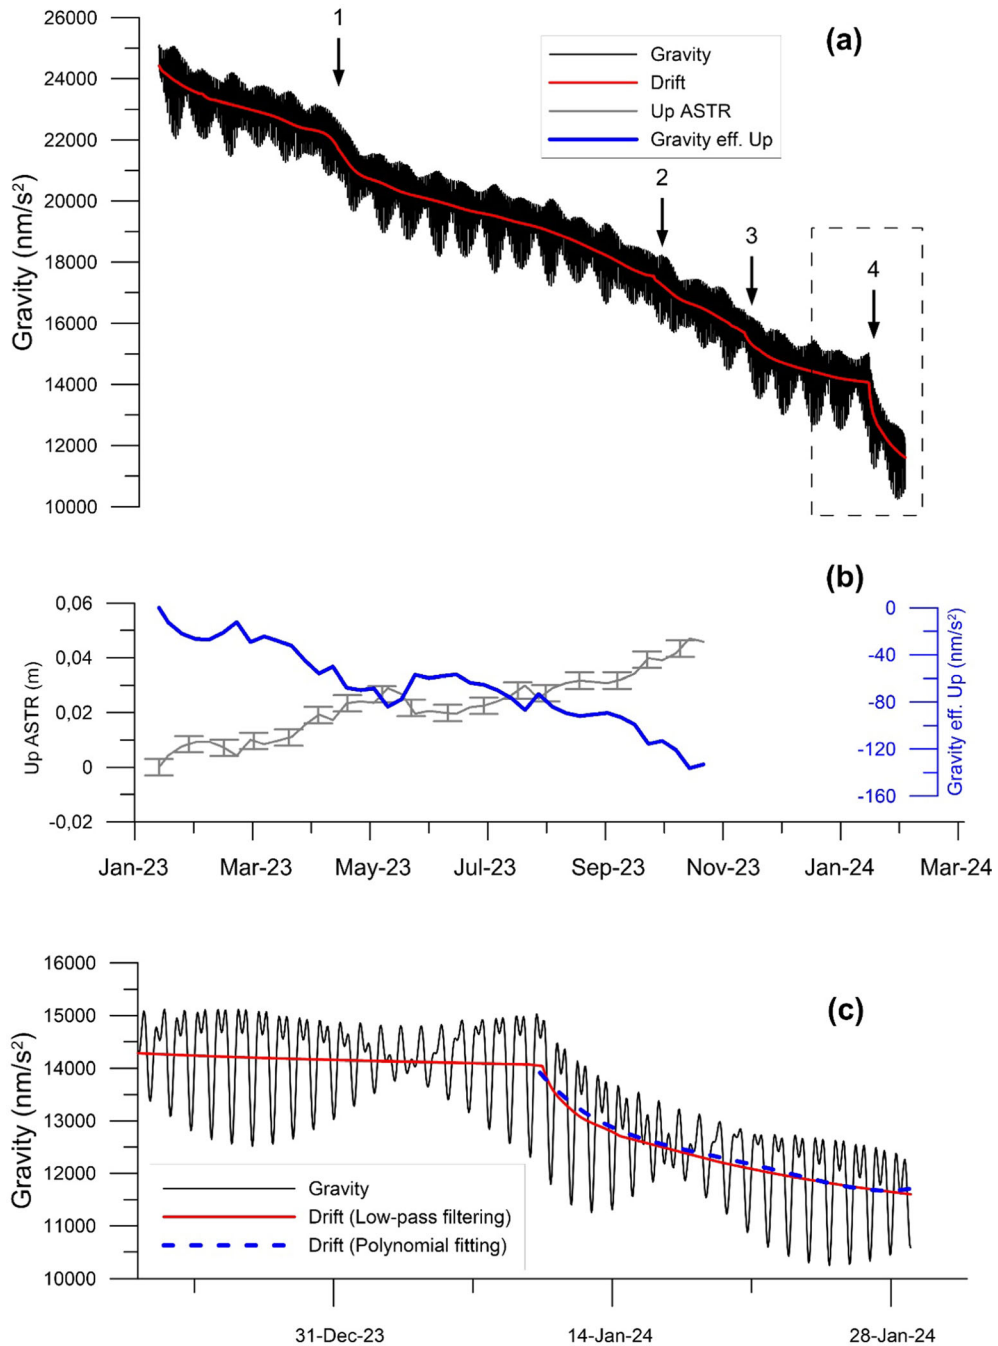 (a)
26000
24000
22000
20000
18000
16000
14000
12000
10000
Gravity (nm/s²)
1
2
3
4
Gravity
Drift
Up ASTR
Gravity eff. Up
(b)
0,06
0,04
0,02
0
-0,02
Up ASTR (m)
0
-40
-80
-120
-160
Gravity eff. Up (nm/s²)
Jan-23 Mar-23 May-23 Jul-23 Sep-23 Nov-23 Jan-24 Mar-24
(c)
16000
15000
14000
13000
12000
11000
10000
Gravity (nm/s²)
Gravity
Drift (Low-pass filtering)
Drift (Polynomial fitting)
31-Dec-23 14-Jan-24 28-Jan-24